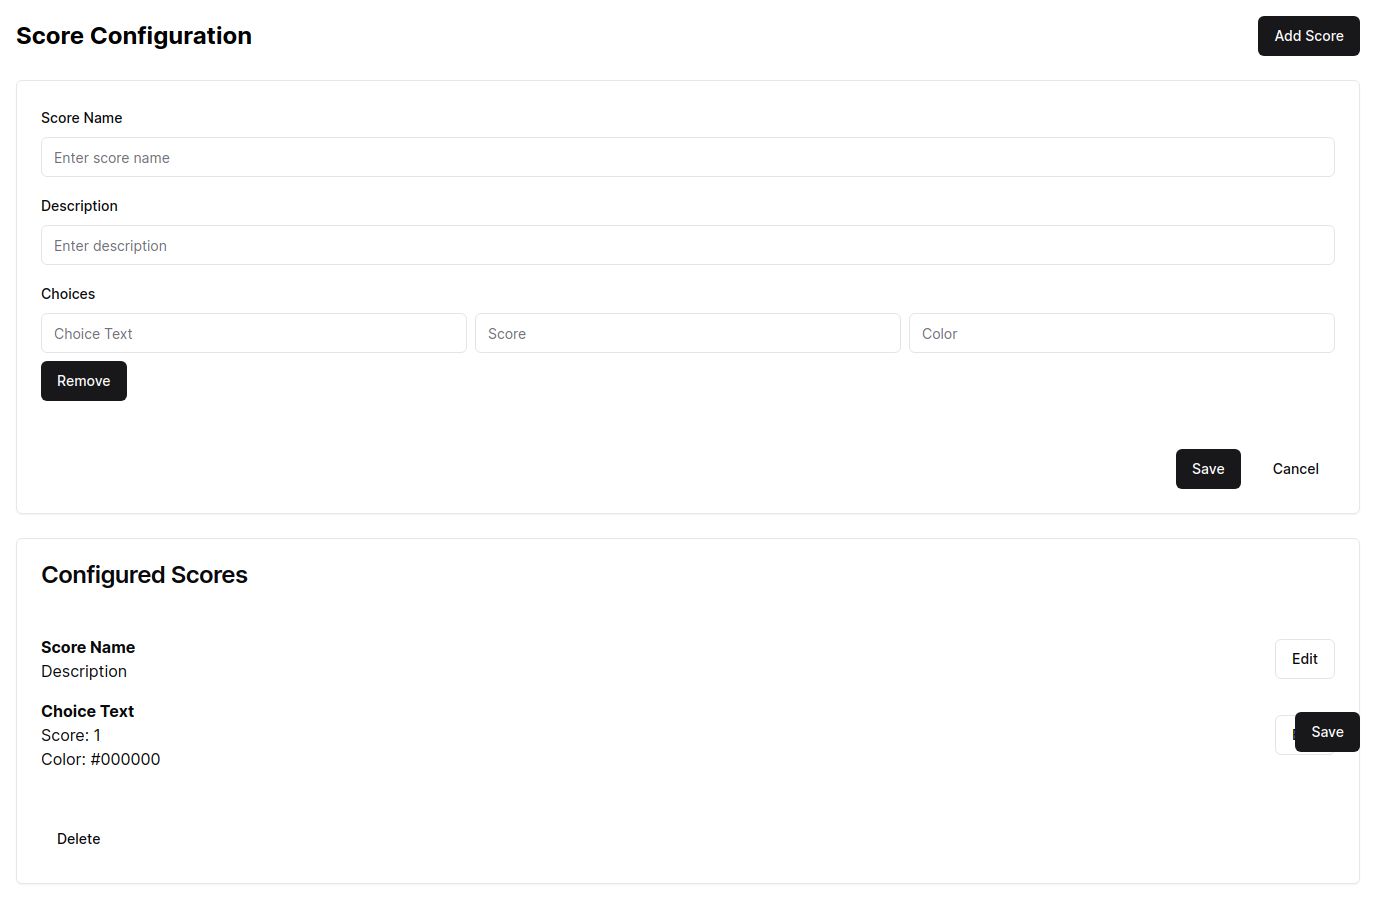 Score Configuration
Add Score
Score Name
Enter score name
Description
Enter description
Choices
Choice Text
Score
Color
Remove
Save
Cancel
Configured Scores
Score Name
Description
Edit
Choice Text
Score: 1
Color: #000000
Save
Delete